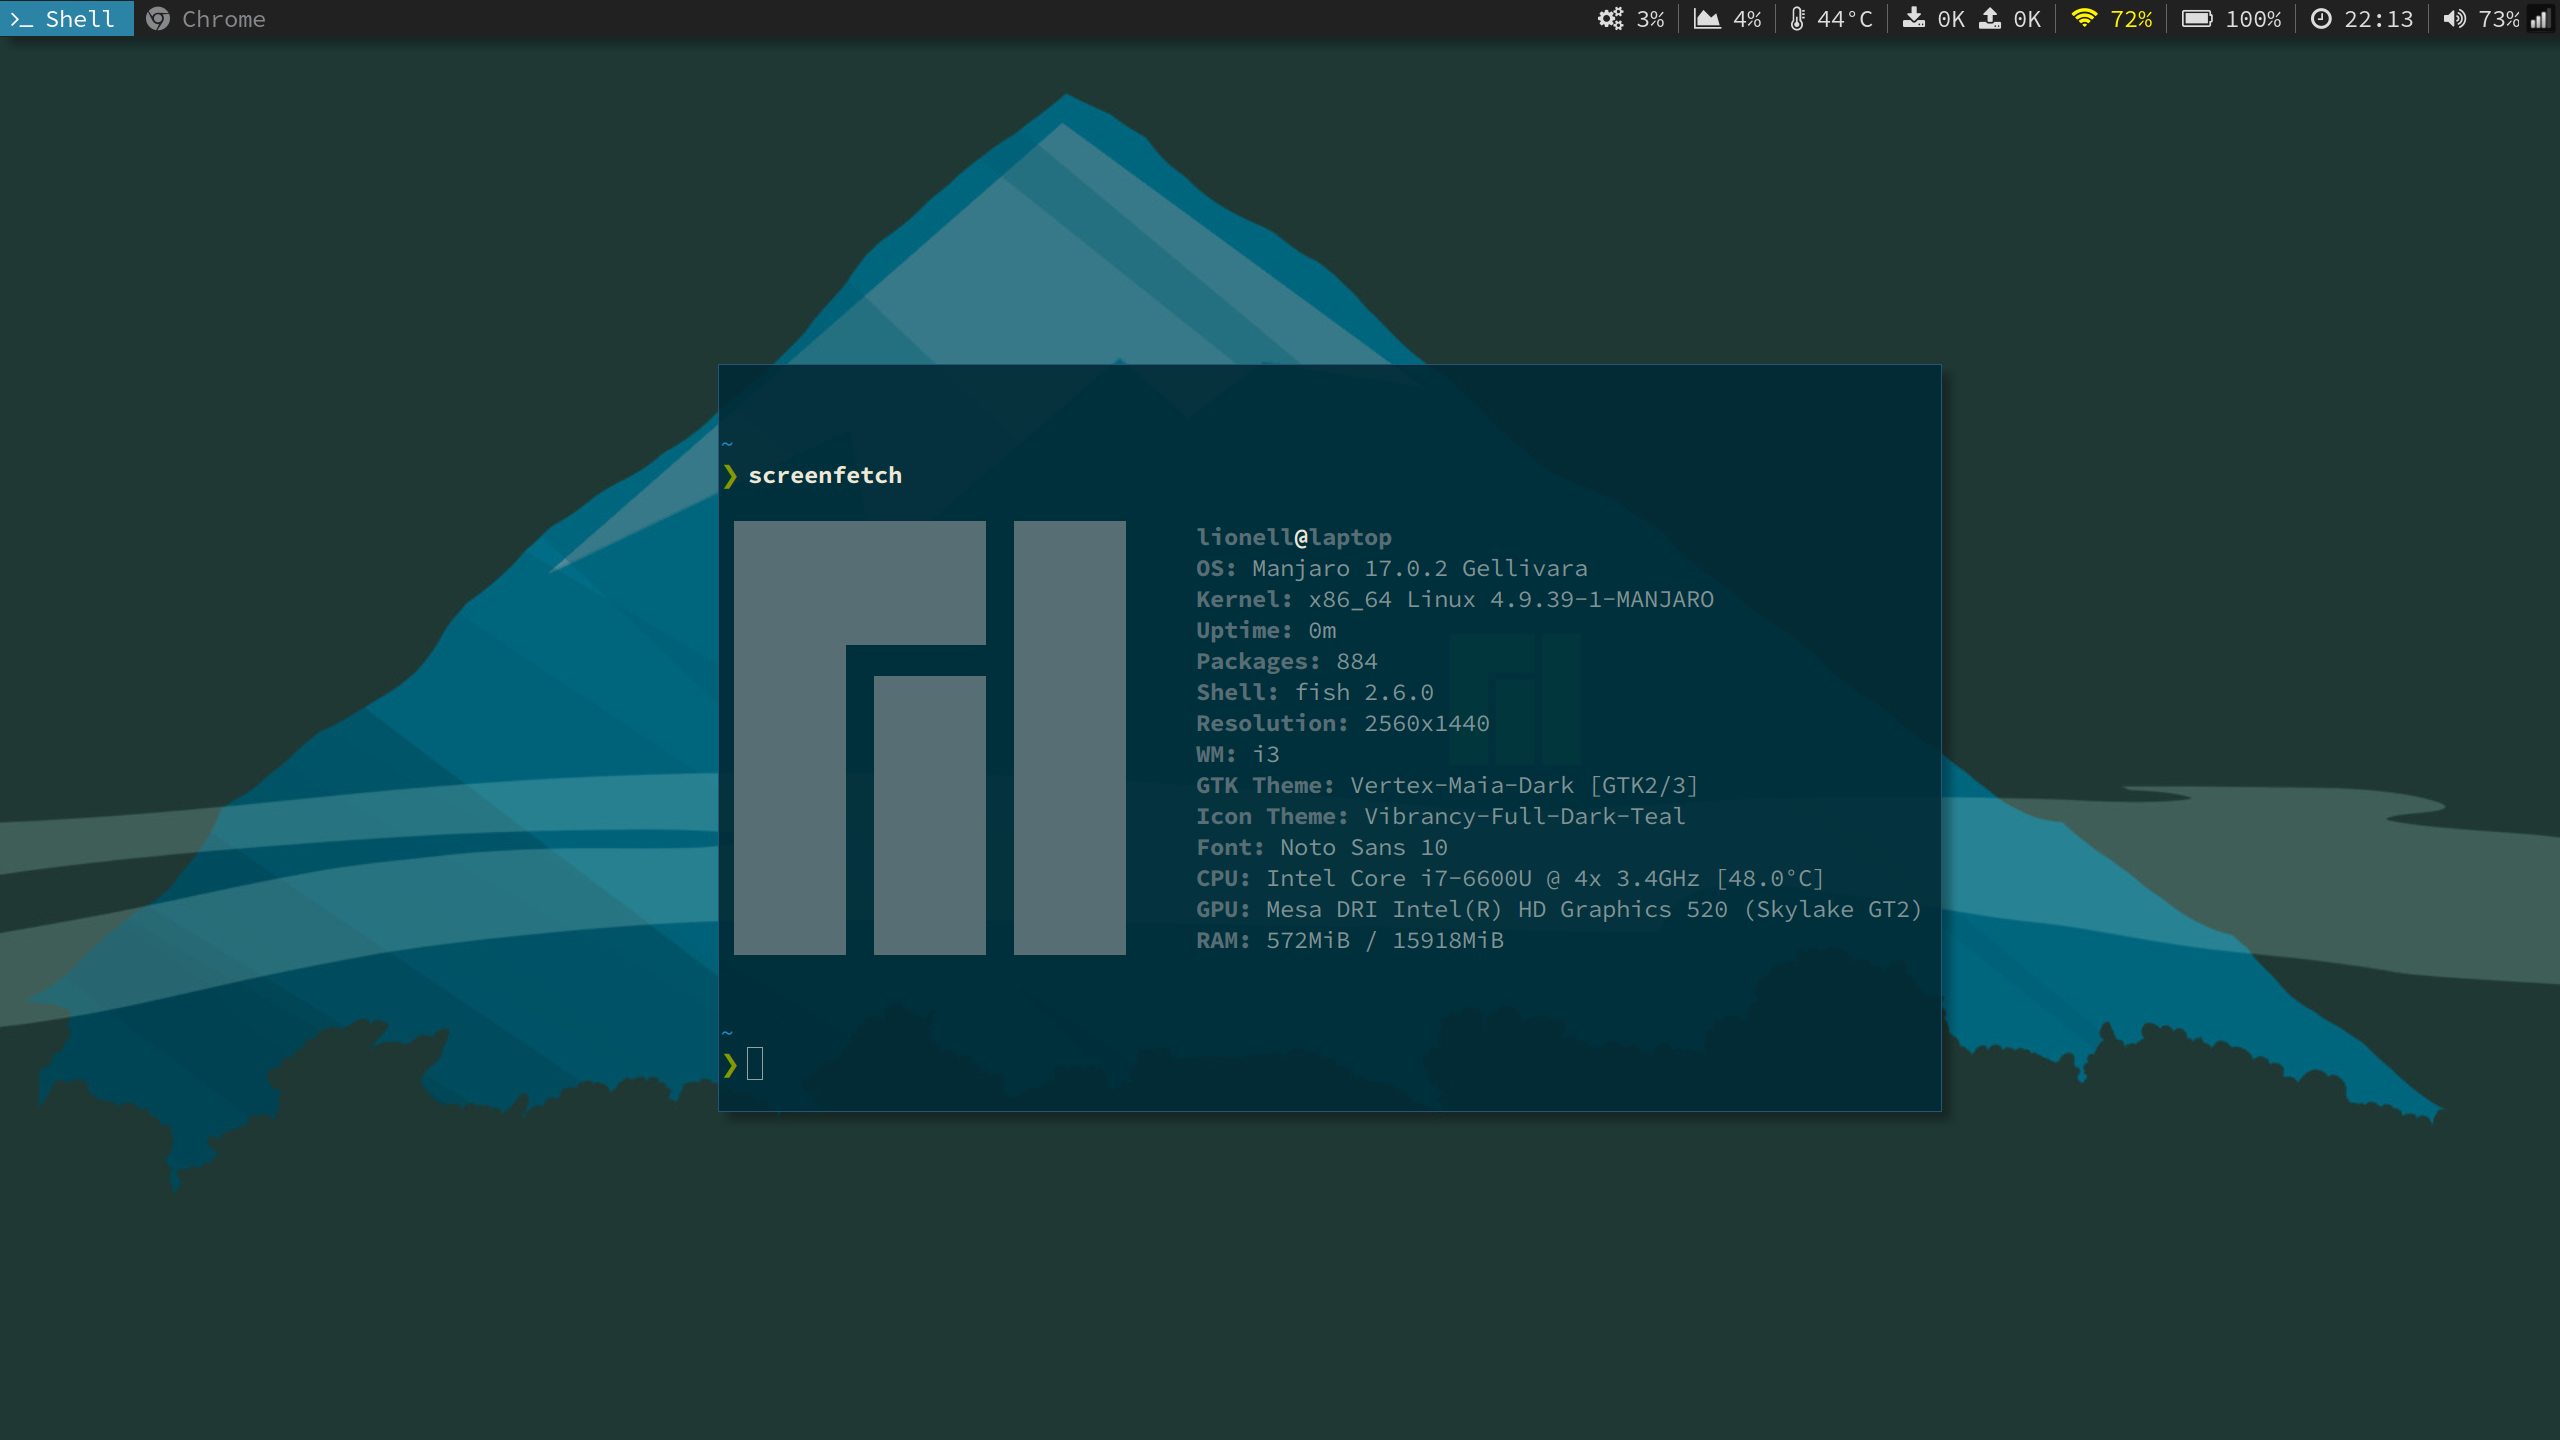 Shell Chrome 3% 4% 44°C 0K 0K 72% 100% 22:13 73%
~
❯ screenfetch
lionell@laptop
OS: Manjaro 17.0.2 Gellivara
Kernel: x86_64 Linux 4.9.39-1-MANJARO
Uptime: 0m
Packages: 884
Shell: fish 2.6.0
Resolution: 2560x1440
WM: i3
GTK Theme: Vertex-Maia-Dark [GTK2/3]
Icon Theme: Vibrancy-Full-Dark-Teal
Font: Noto Sans 10
CPU: Intel Core i7-6600U @ 4x 3.4GHz [48.0°C]
GPU: Mesa DRI Intel(R) HD Graphics 520 (Skylake GT2)
RAM: 572MiB / 15918MiB
~
❯